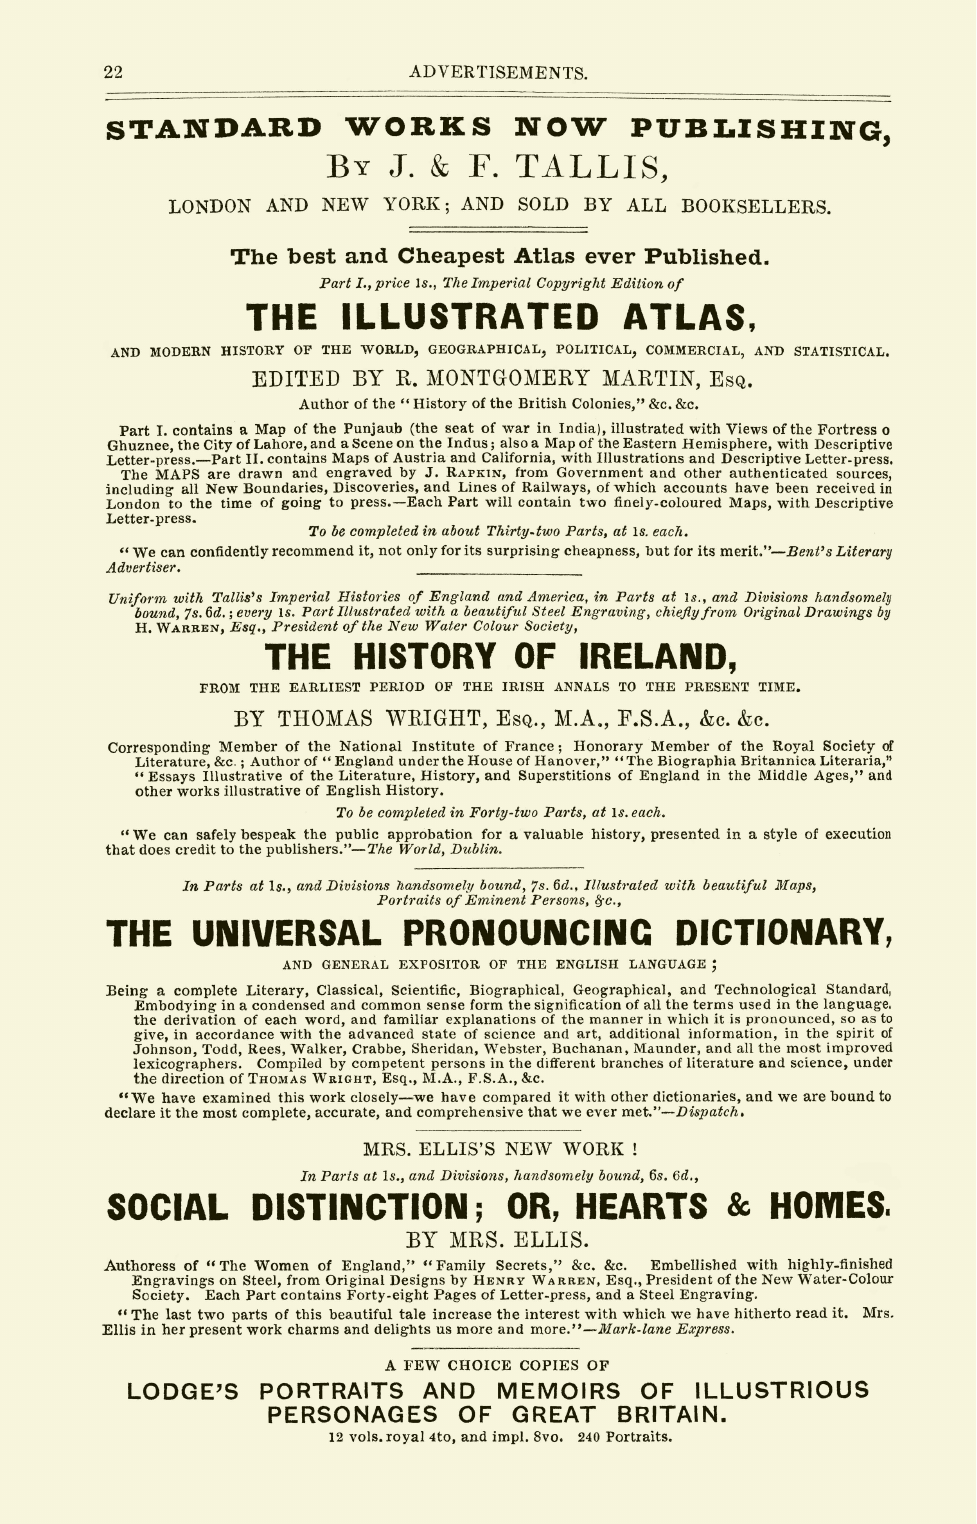 22 ADVERTISEMENTS.
STANDARD WORKS NOW PUBLISHING,
BY J. & F. TALLIS,
LONDON AND NEW YORK; AND SOLD BY ALL BOOKSELLERS.
The best and Cheapest Atlas ever Published.
Part I., price 1s., The Imperial Copyright Edition of
THE ILLUSTRATED ATLAS,
AND MODERN HISTORY OF THE WORLD, GEOGRAPHICAL, POLITICAL, COMMERCIAL, AND STATISTICAL.
EDITED BY R. MONTGOMERY MARTIN, ESQ.
Author of the "History of the British Colonies," &c. &c.
Part I. contains a Map of the Punjaub (the seat of war in India), illustrated with Views of the Fortress o
Ghuznee, the City of Lahore, and a Scene on the Indus; also a Map of the Eastern Hemisphere, with Descriptive
Letter-press.—Part II. contains Maps of Austria and California, with Illustrations and Descriptive Letter-press.
The MAPS are drawn and engraved by J. RAPKIN, from Government and other authenticated sources,
including all New Boundaries, Discoveries, and Lines of Railways, of which accounts have been received in
London to the time of going to press.—Each Part will contain two finely-coloured Maps, with Descriptive
Letter-press.
To be completed in about Thirty-two Parts, at 1s. each.
"We can confidently recommend it, not only for its surprising cheapness, but for its merit."—Bent's Literary
Advertiser.
Uniform with Tallis's Imperial Histories of England and America, in Parts at 1s., and Divisions handsomely
bound, 7s. 6d.; every 1s. Part Illustrated with a beautiful Steel Engraving, chiefly from Original Drawings by
H. WARREN, Esq., President of the New Water Colour Society,
THE HISTORY OF IRELAND,
FROM THE EARLIEST PERIOD OF THE IRISH ANNALS TO THE PRESENT TIME.
BY THOMAS WRIGHT, ESQ., M.A., F.S.A., &c. &c.
Corresponding Member of the National Institute of France; Honorary Member of the Royal Society of
Literature, &c.; Author of "England under the House of Hanover," "The Biographia Britannica Literaria,"
"Essays Illustrative of the Literature, History, and Superstitions of England in the Middle Ages," and
other works illustrative of English History.
To be completed in Forty-two Parts, at 1s. each.
"We can safely bespeak the public approbation for a valuable history, presented in a style of execution
that does credit to the publishers."—The World, Dublin.
In Parts at 1s., and Divisions handsomely bound, 7s. 6d., Illustrated with beautiful Maps,
Portraits of Eminent Persons, &c.,
THE UNIVERSAL PRONOUNCING DICTIONARY,
AND GENERAL EXPOSITOR OF THE ENGLISH LANGUAGE;
Being a complete Literary, Classical, Scientific, Biographical, Geographical, and Technological Standard,
Embodying in a condensed and common sense form the signification of all the terms used in the language,
the derivation of each word, and familiar explanations of the manner in which it is pronounced, so as to
give, in accordance with the advanced state of science and art, additional information, in the spirit of
Johnson, Todd, Rees, Walker, Crabbe, Sheridan, Webster, Buchanan, Maunder, and all the most improved
lexicographers. Compiled by competent persons in the different branches of literature and science, under
the direction of THOMAS WRIGHT, Esq., M.A., F.S.A., &c.
"We have examined this work closely—we have compared it with other dictionaries, and we are bound to
declare it the most complete, accurate, and comprehensive that we ever met."—Dispatch.
MRS. ELLIS'S NEW WORK!
In Parts at 1s., and Divisions, handsomely bound, 6s. 6d.,
SOCIAL DISTINCTION; OR, HEARTS & HOMES.
BY MRS. ELLIS.
Authoress of "The Women of England," "Family Secrets," &c. &c. Embellished with highly-finished
Engravings on Steel, from Original Designs by HENRY WARREN, Esq., President of the New Water-Colour
Society. Each Part contains Forty-eight Pages of Letter-press, and a Steel Engraving.
"The last two parts of this beautiful tale increase the interest with which we have hitherto read it. Mrs.
Ellis in her present work charms and delights us more and more."—Mark-lane Express.
A FEW CHOICE COPIES OF
LODGE'S PORTRAITS AND MEMOIRS OF ILLUSTRIOUS
PERSONAGES OF GREAT BRITAIN.
12 vols. royal 4to, and impl. 8vo. 240 Portraits.